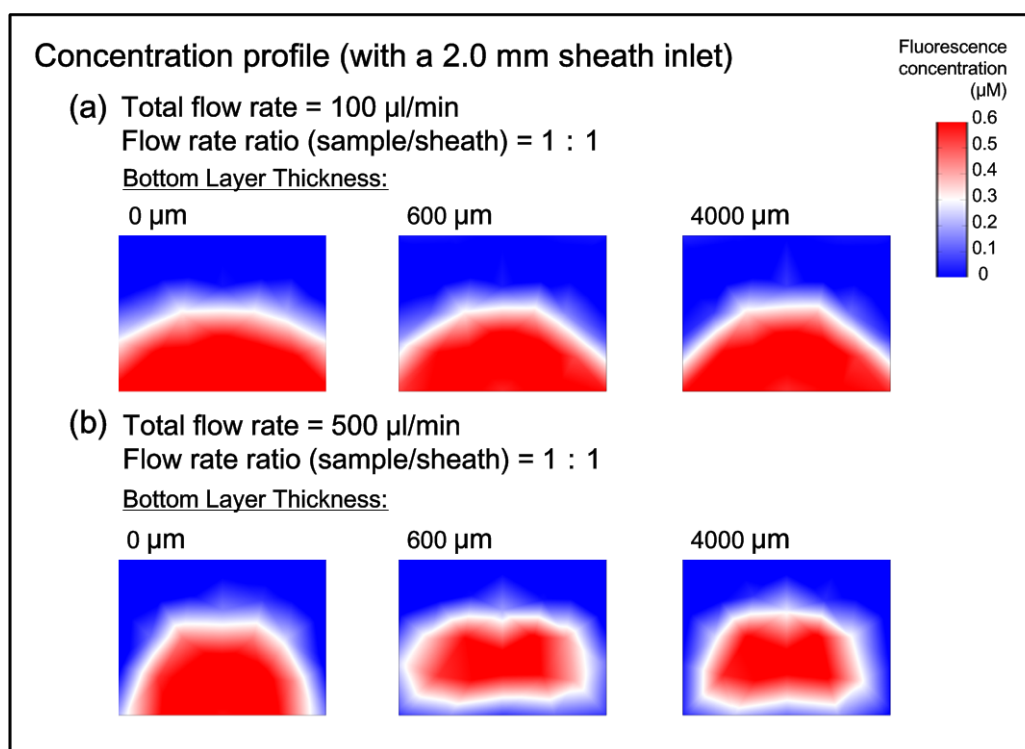 Concentration profile (with a 2.0 mm sheath inlet)
Fluorescence
concentration
(µM)
0.6
0.5
0.4
0.3
0.2
0.1
0
(a) Total flow rate = 100 µl/min
Flow rate ratio (sample/sheath) = 1 : 1
Bottom Layer Thickness:
0 µm 600 µm 4000 µm
(b) Total flow rate = 500 µl/min
Flow rate ratio (sample/sheath) = 1 : 1
Bottom Layer Thickness:
0 µm 600 µm 4000 µm